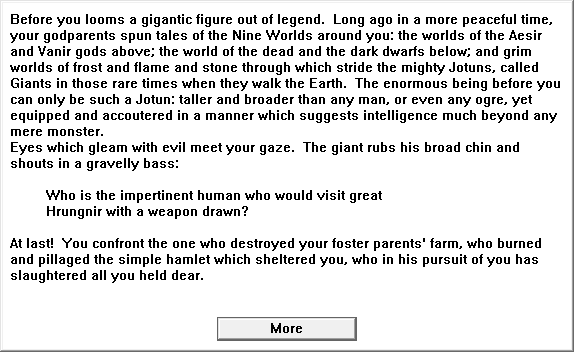 Before you looms a gigantic figure out of legend.  Long ago in a more peaceful time,
your godparents spun tales of the Nine Worlds around you: the worlds of the Aesir
and Vanir gods above; the world of the dead and the dark dwarfs below; and grim
worlds of frost and flame and stone through which stride the mighty Jotuns, called
Giants in those rare times when they walk the Earth.  The enormous being before you
can only be such a Jotun: taller and broader than any man, or even any ogre, yet
equipped and accoutered in a manner which suggests intelligence much beyond any
mere monster.
Eyes which gleam with evil meet your gaze.  The giant rubs his broad chin and
shouts in a gravelly bass:
Who is the impertinent human who would visit great
Hrungnir with a weapon drawn?
At last!  You confront the one who destroyed your foster parents' farm, who burned
and pillaged the simple hamlet which sheltered you, who in his pursuit of you has
slaughtered all you held dear.
More